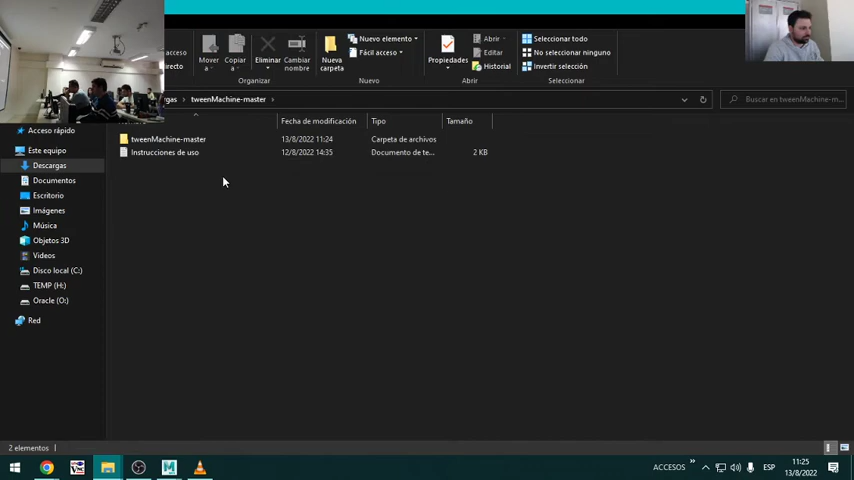 acceso
recto
Mover a
Copiar a
Eliminar
Cambiar nombre
Organizar
Nueva carpeta
Nuevo elemento
Fácil acceso
Nuevo
Propiedades
Abrir
Editar
Historial
Abrir
Seleccionar todo
No seleccionar ninguno
Invertir selección
Seleccionar
gas > tweenMachine-master >
Buscar en tweenMachine-m...
Fecha de modificación Tipo Tamaño
tweenMachine-master 13/8/2022 11:24 Carpeta de archivos
Instrucciones de uso 12/8/2022 14:35 Documento de te... 2 KB
Acceso rápido
Este equipo
Descargas
Documentos
Escritorio
Imágenes
Música
Objetos 3D
Videos
Disco local (C:)
TEMP (H:)
Oracle (O:)
Red
2 elementos
ACCESOS » ESP 11:25
13/8/2022